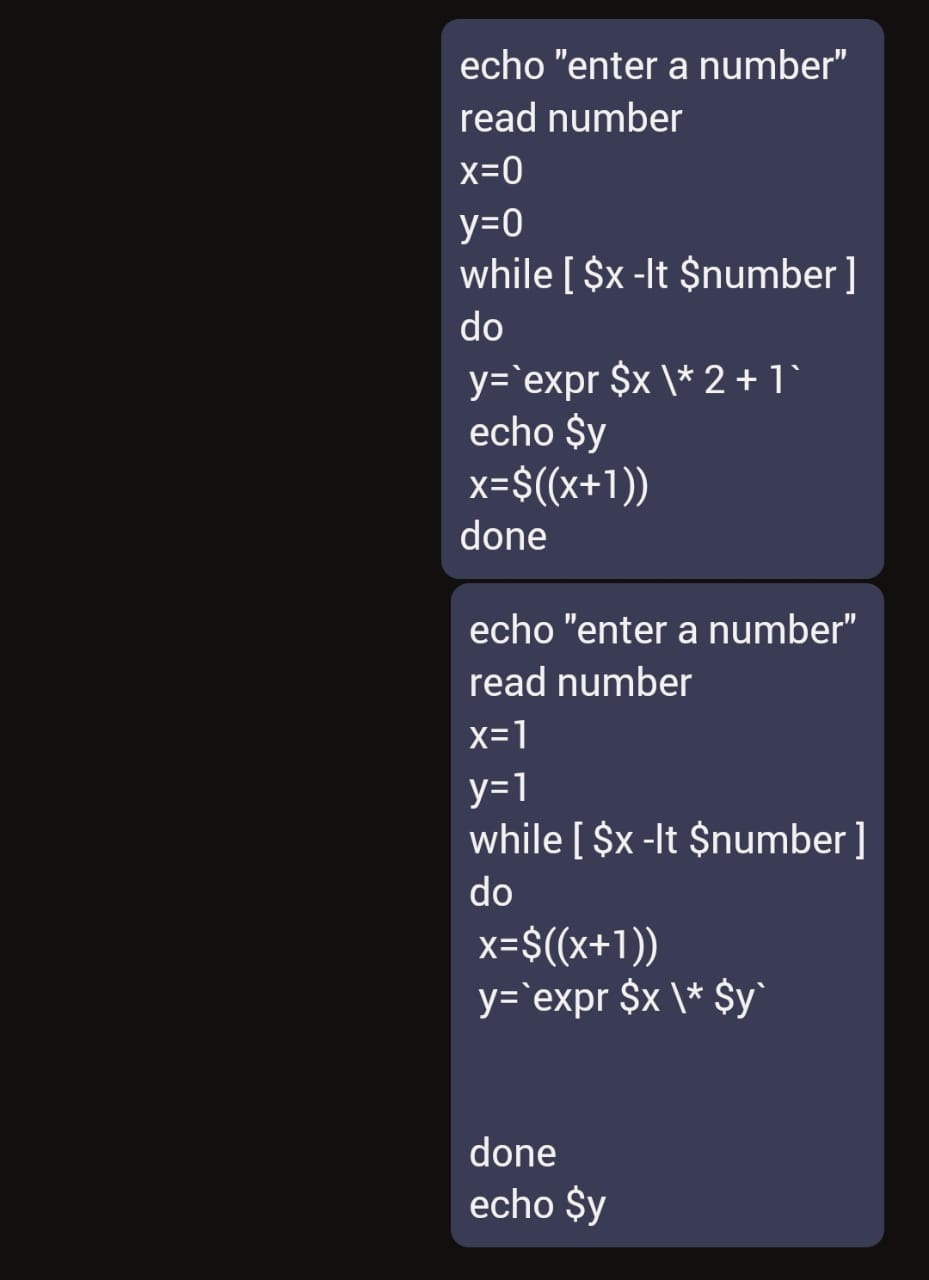 echo "enter a number"
read number
x=0
y=0
while [ $x -lt $number ]
do
y=`expr $x \* 2 + 1`
echo $y
x=$((x+1))
done
echo "enter a number"
read number
x=1
y=1
while [ $x -lt $number ]
do
x=$((x+1))
y=`expr $x \* $y`
done
echo $y